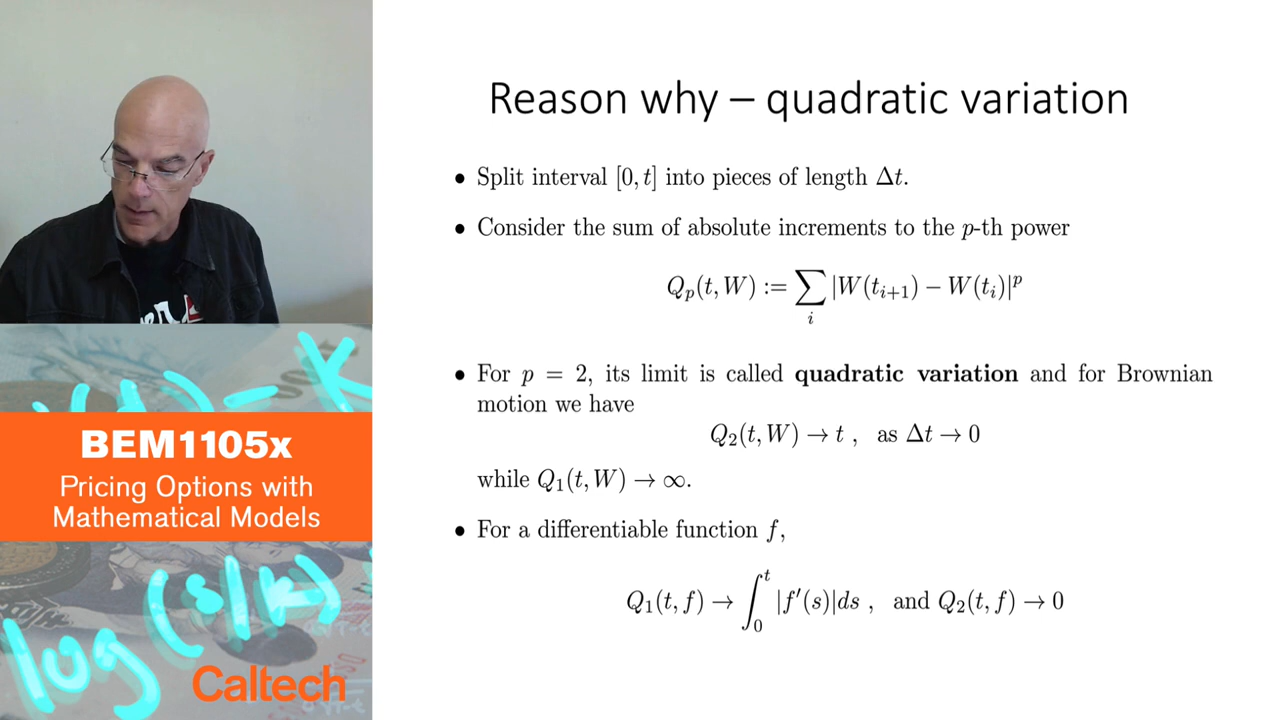 Reason why – quadratic variation
• Split interval [0, t] into pieces of length Δt.
• Consider the sum of absolute increments to the p-th power
Q_p(t, W) := ∑_i |W(t_{i+1}) − W(t_i)|^p
• For p = 2, its limit is called quadratic variation and for Brownian
motion we have
Q_2(t, W) → t , as Δt → 0
while Q_1(t, W) → ∞.
• For a differentiable function f,
Q_1(t, f) → ∫_0^t |f′(s)|ds , and Q_2(t, f) → 0
BEM1105x
Pricing Options with
Mathematical Models
log (s/k)
Caltech